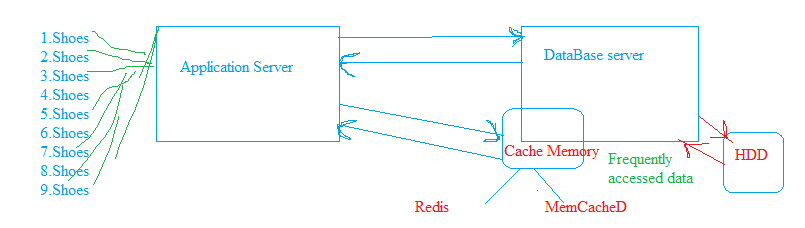 1.Shoes
2.Shoes
3.Shoes
4.Shoes
5.Shoes
6.Shoes
7.Shoes
8.Shoes
9.Shoes
Application Server
DataBase server
Cache Memory
Frequently
accessed data
HDD
Redis
MemCacheD